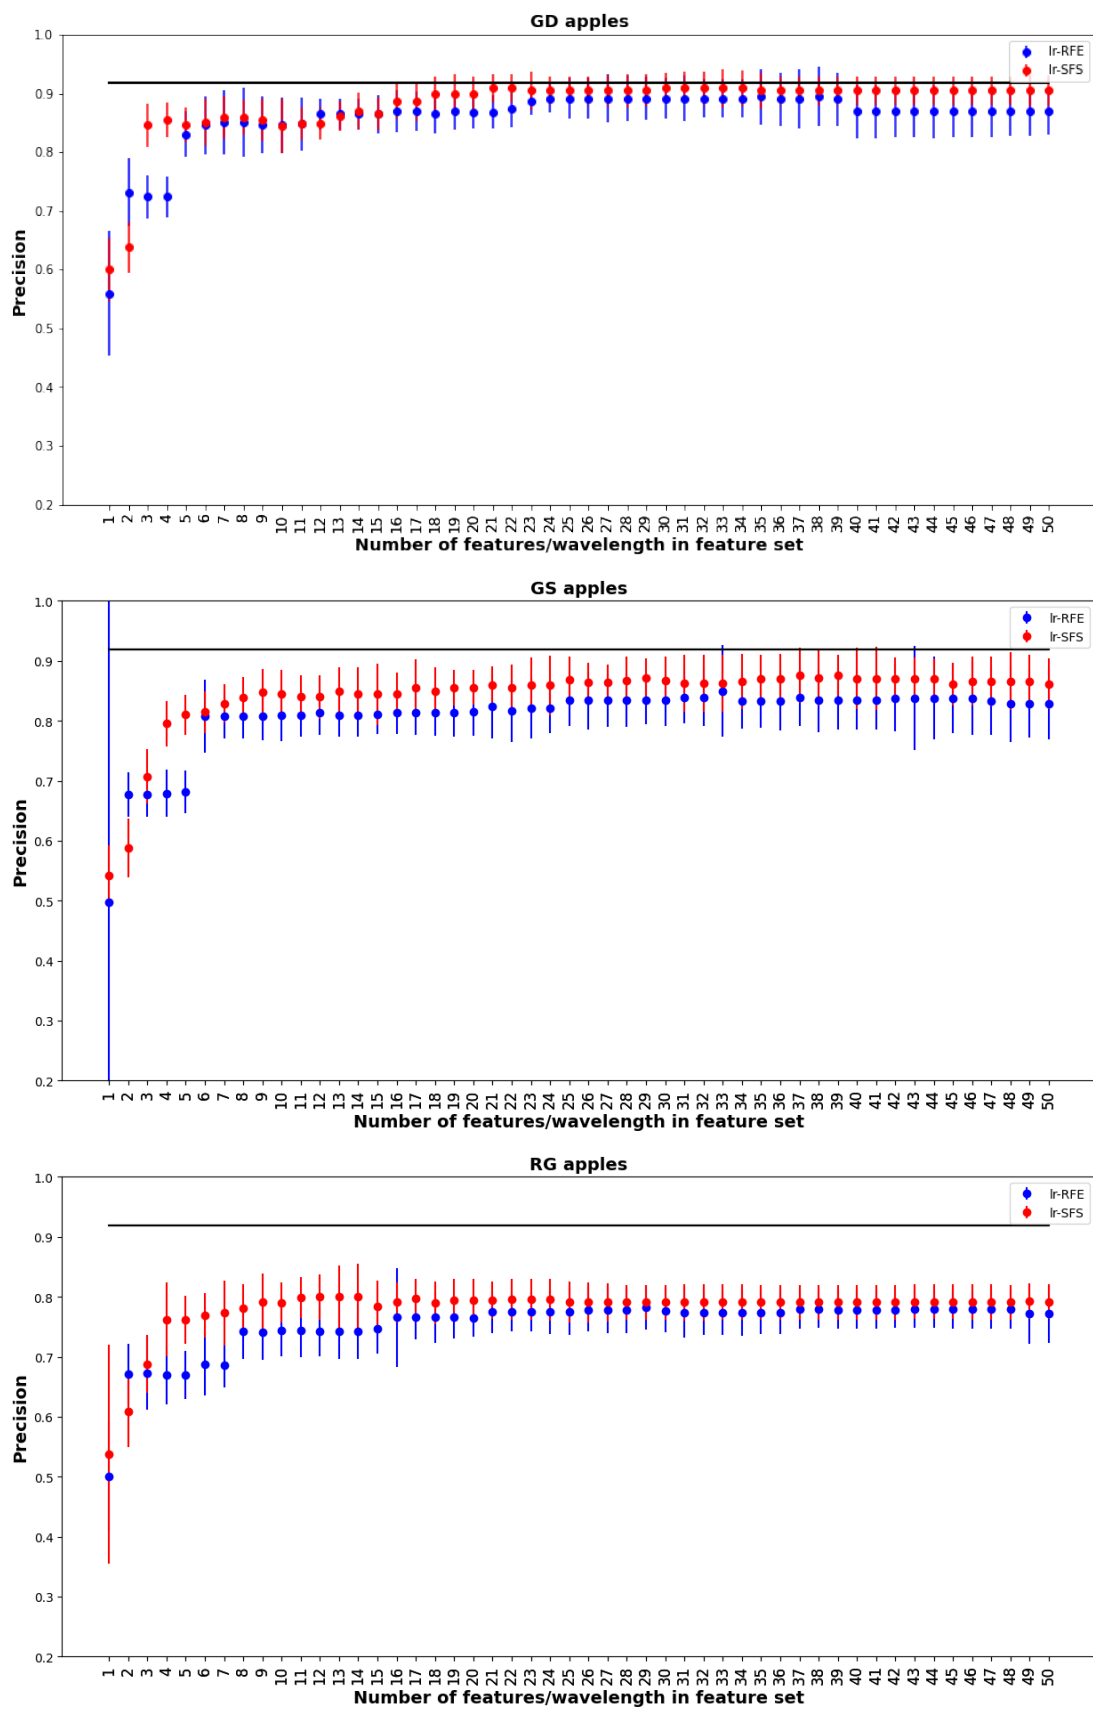 GD apples
1.0
lr-RFE
lr-SFS
0.9
0.8
0.7
0.6
0.5
0.4
0.3
0.2
Precision
1 2 3 4 5 6 7 8 9 10 11 12 13 14 15 16 17 18 19 20 21 22 23 24 25 26 27 28 29 30 31 32 33 34 35 36 37 38 39 40 41 42 43 44 45 46 47 48 49 50
Number of features/wavelength in feature set
GS apples
1.0
lr-RFE
lr-SFS
0.9
0.8
0.7
0.6
0.5
0.4
0.3
0.2
Precision
1 2 3 4 5 6 7 8 9 10 11 12 13 14 15 16 17 18 19 20 21 22 23 24 25 26 27 28 29 30 31 32 33 34 35 36 37 38 39 40 41 42 43 44 45 46 47 48 49 50
Number of features/wavelength in feature set
RG apples
1.0
lr-RFE
lr-SFS
0.9
0.8
0.7
0.6
0.5
0.4
0.3
0.2
Precision
1 2 3 4 5 6 7 8 9 10 11 12 13 14 15 16 17 18 19 20 21 22 23 24 25 26 27 28 29 30 31 32 33 34 35 36 37 38 39 40 41 42 43 44 45 46 47 48 49 50
Number of features/wavelength in feature set